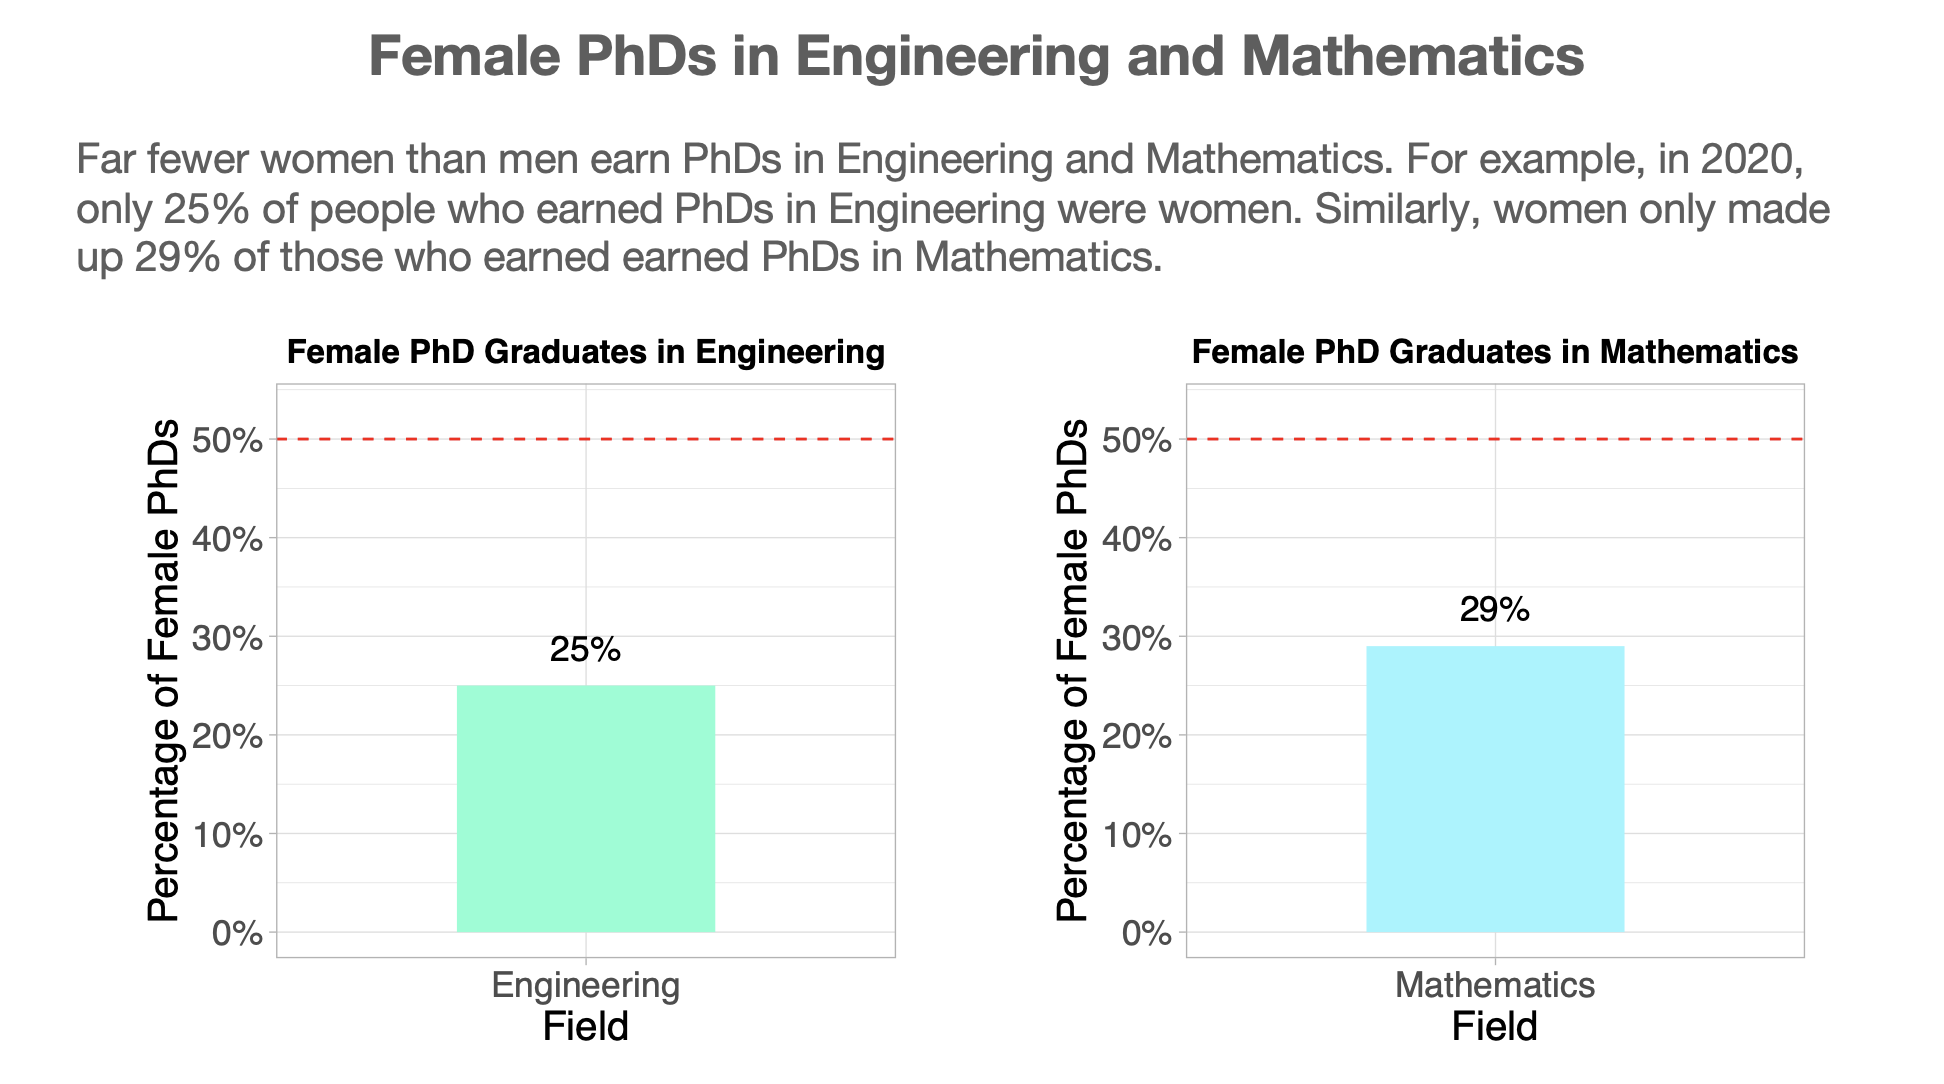 Female PhDs in Engineering and Mathematics
Far fewer women than men earn PhDs in Engineering and Mathematics. For example, in 2020,
only 25% of people who earned PhDs in Engineering were women. Similarly, women only made
up 29% of those who earned earned PhDs in Mathematics.
Female PhD Graduates in Engineering
Percentage of Female PhDs
50%
40%
30%
20%
10%
0%
25%
Engineering
Field
Female PhD Graduates in Mathematics
Percentage of Female PhDs
50%
40%
30%
20%
10%
0%
29%
Mathematics
Field